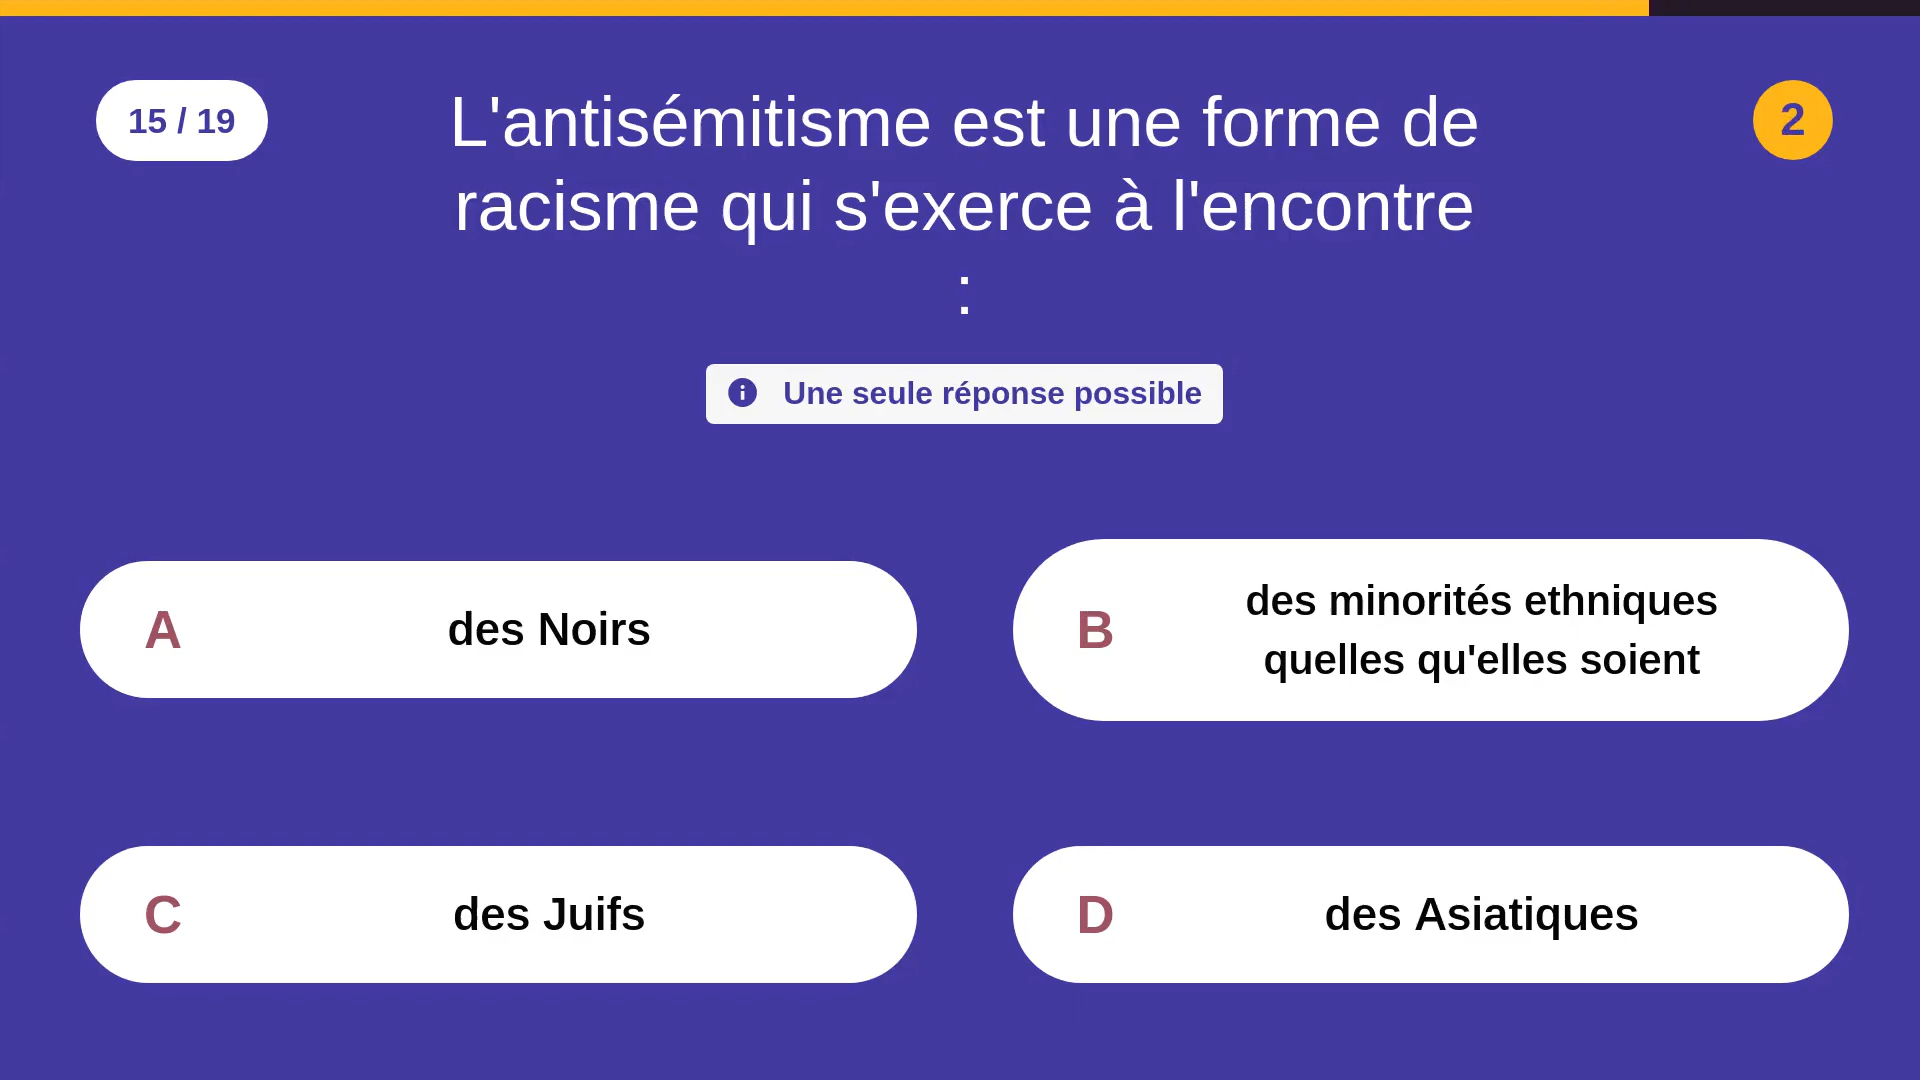 15 / 19
L'antisémitisme est une forme de
racisme qui s'exerce à l'encontre
:
2
Une seule réponse possible
A
des Noirs
B
des minorités ethniques
quelles qu'elles soient
C
des Juifs
D
des Asiatiques